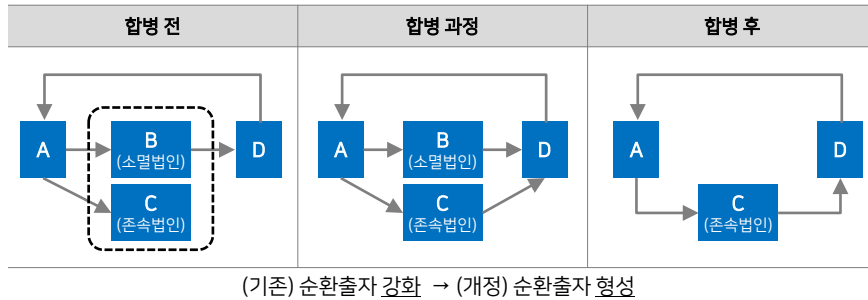 합병 전
합병 과정
합병 후
A
B
(소멸법인)
D
C
(존속법인)
A
B
(소멸법인)
D
C
(존속법인)
A
D
C
(존속법인)
(기존) 순환출자 강화 → (개정) 순환출자 형성